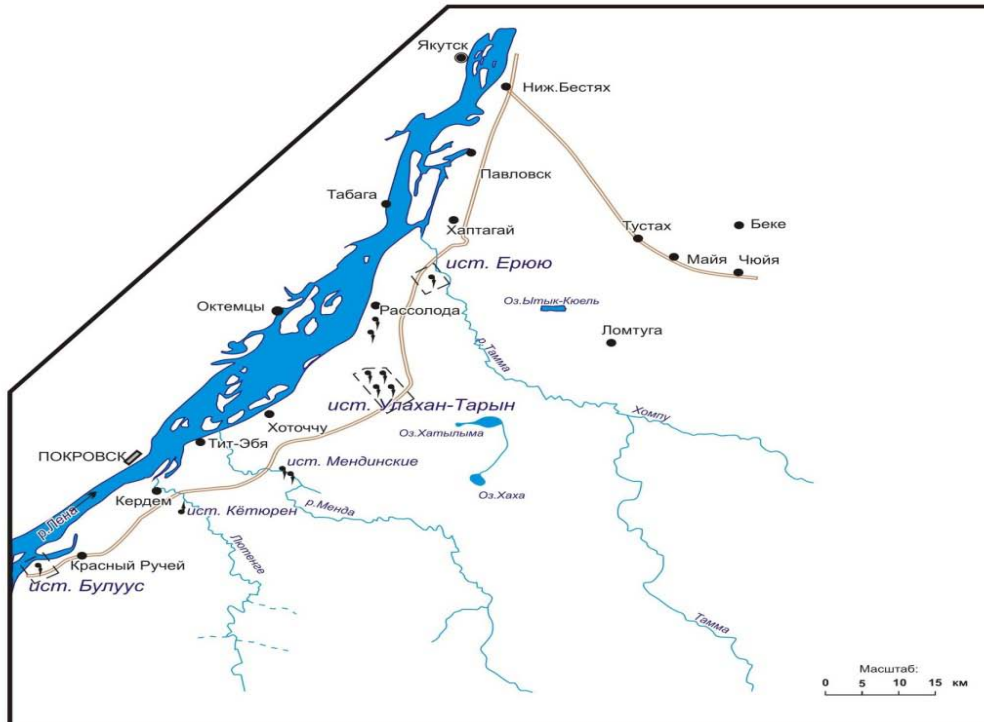 Якутск
Ниж.Бестях
Павловск
Табага
Хаптагай
Тустах
Беке
Майя
Чюйя
ист. Ерюю
Октемцы
Рассолода
Оз.Ытык-Кюель
Ломтуга
р.Тамма
ист. Улахан-Тарын
Хомпу
Хоточчу
Оз.Хатылыма
Тит-Эбя
ПОКРОВСК
ист. Мендинские
Оз.Хаха
Кердем
р.Менда
р.Лена
ист. Кётюрен
Лютенге
Красный Ручей
ист. Булуус
Тамма
Масштаб:
0 5 10 15 км